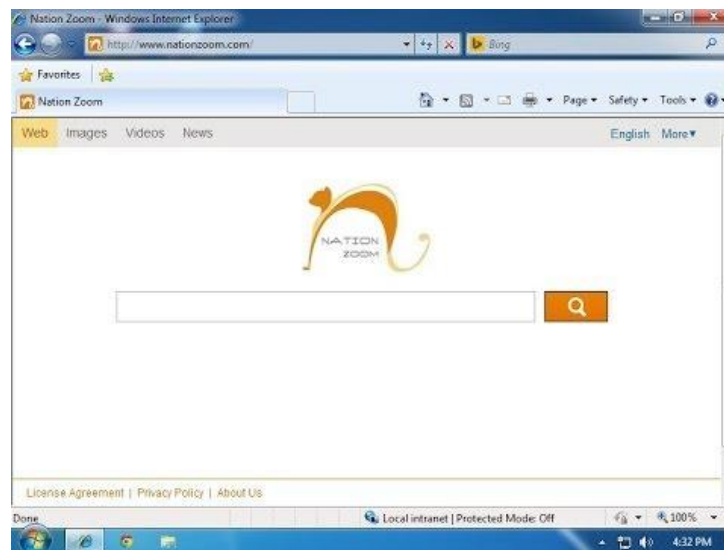 Nation Zoom - Windows Internet Explorer
http://www.nationzoom.com/
Bing
Favorites
Nation Zoom
Page Safety Tools
Web Images Videos News
English More
NATION
ZOOM
License Agreement | Privacy Policy | About Us
Done
Local intranet | Protected Mode: Off
100%
4:32 PM